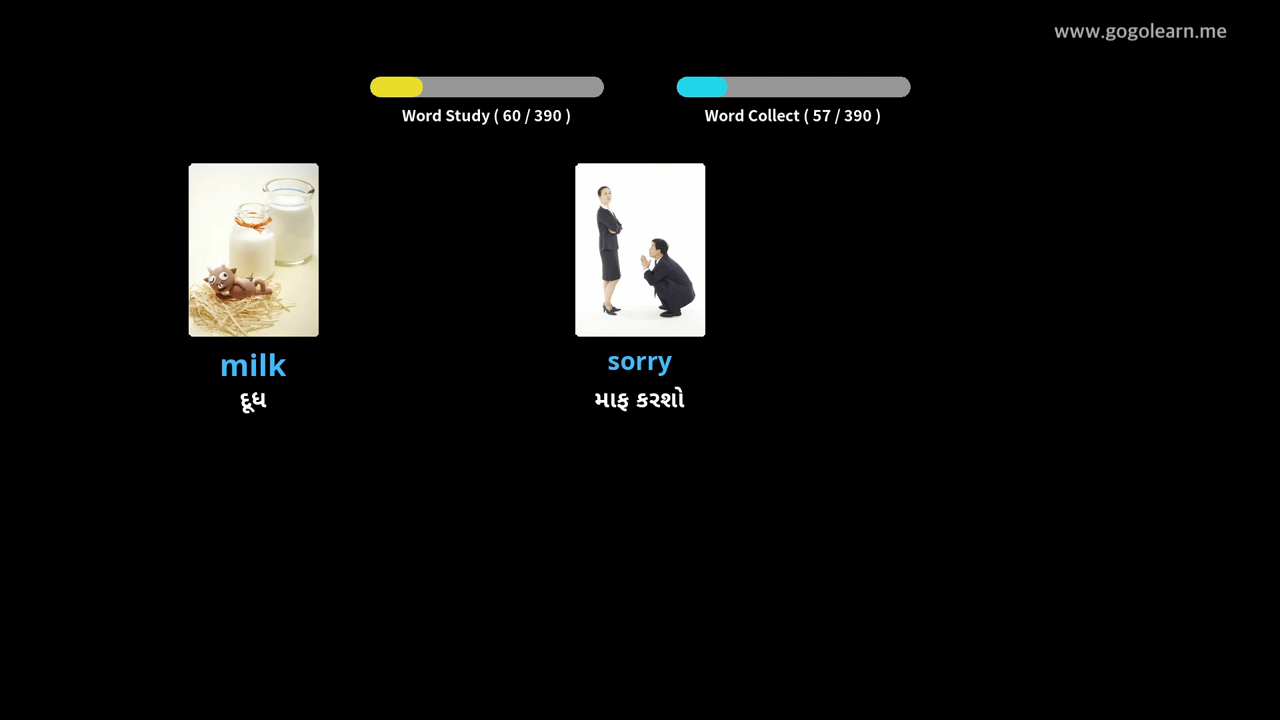 www.gogolearn.me
Word Study ( 60 / 390 )
Word Collect ( 57 / 390 )
milk
દૂધ
sorry
માફ કરશો